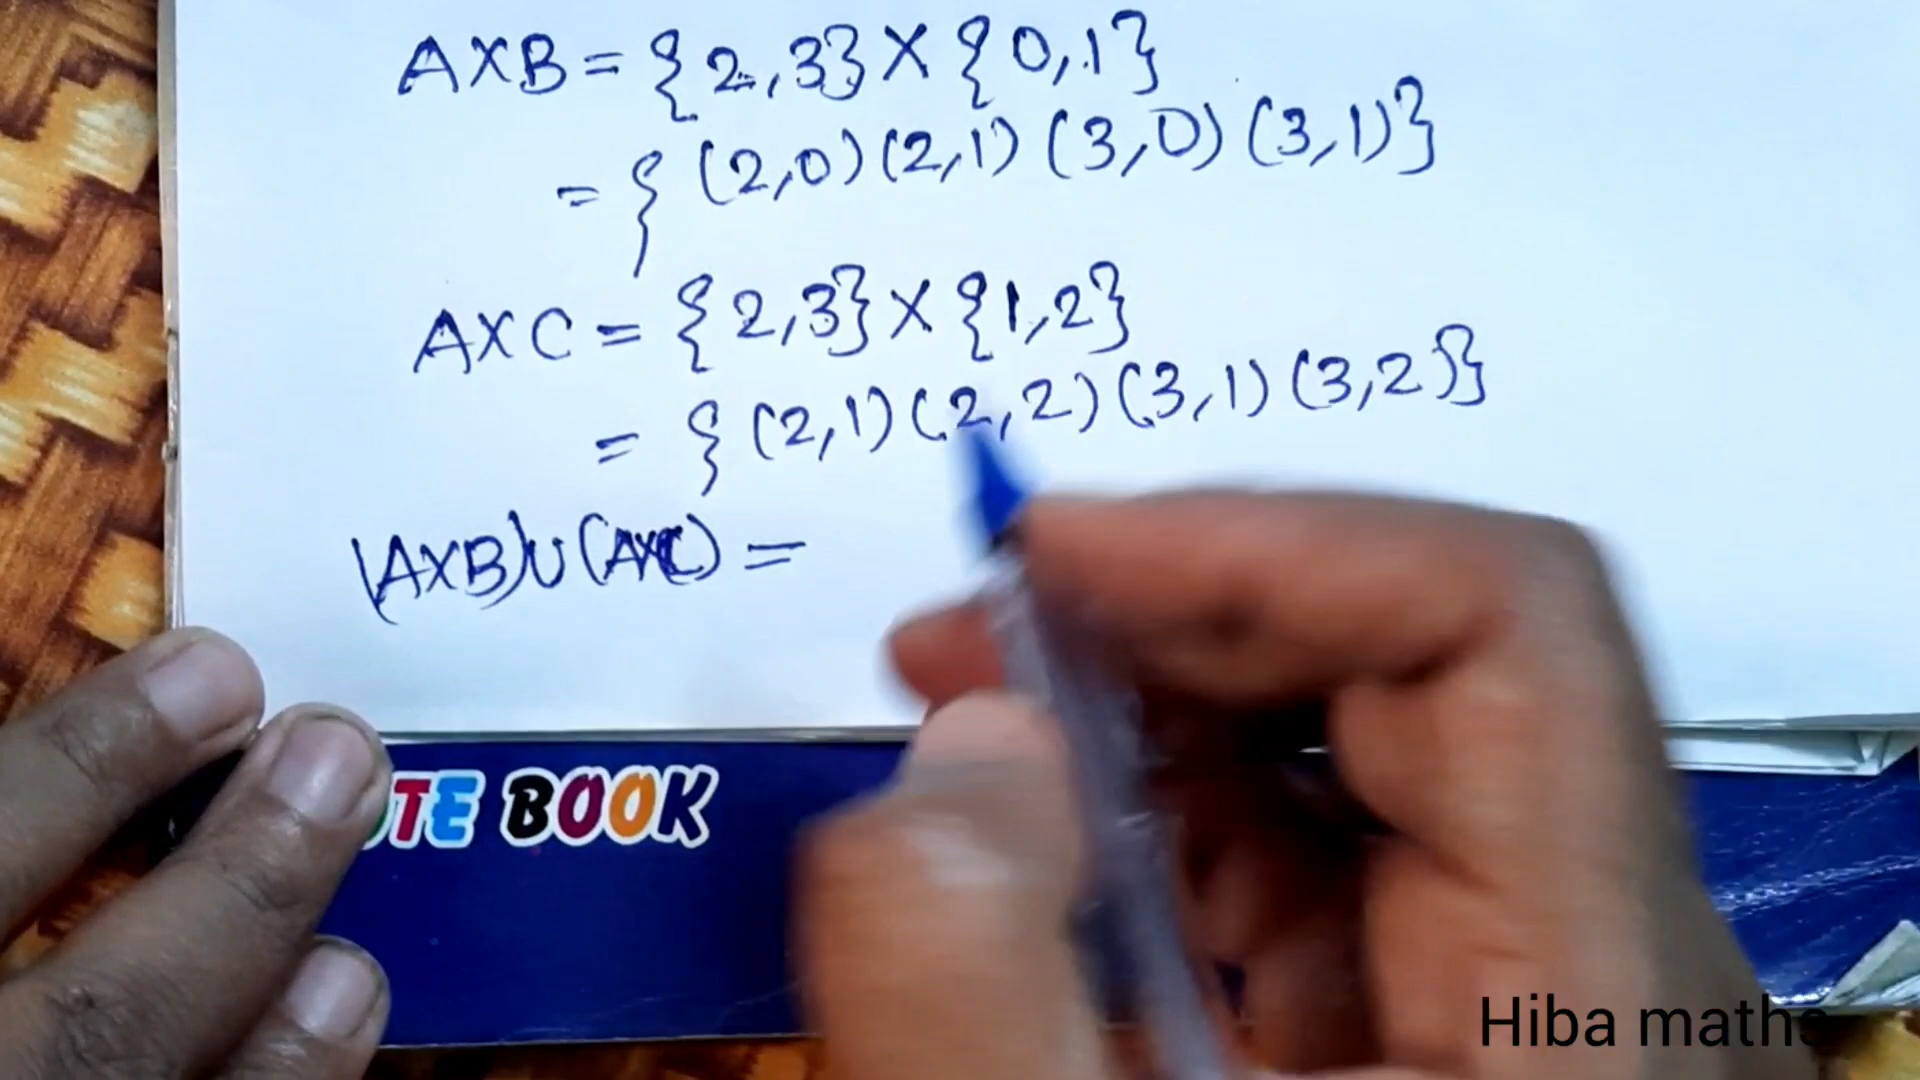 AXB = {2,3} X {0,1}
= { (2,0) (2,1) (3,0) (3,1)}
AXC = {2,3} X {1,2}
= { (2,1) (2,2) (3,1) (3,2)}
(AXB)U(AXC) =
TE BOOK
Hiba maths